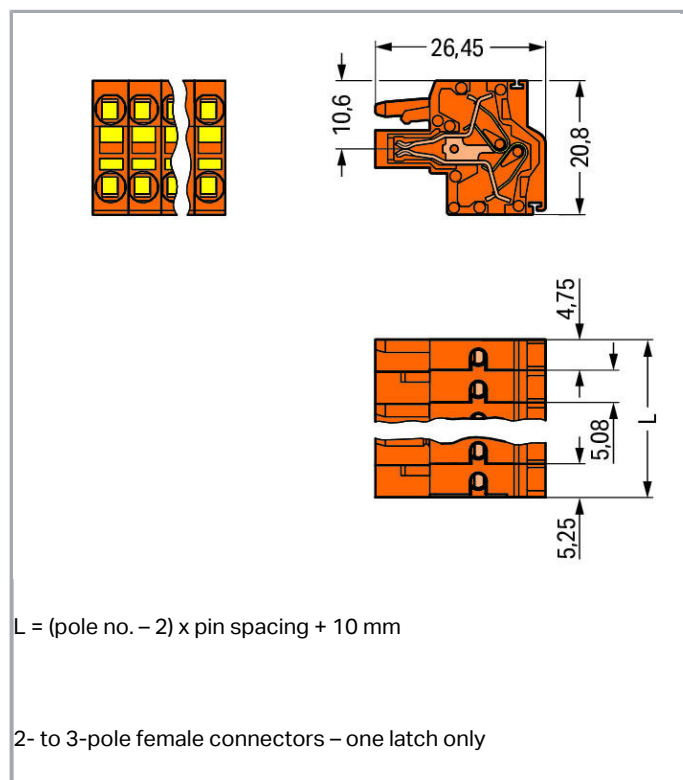 26,45
10,6
20,8
4,75
5,08
L
5,25
L = (pole no. – 2) x pin spacing + 10 mm
2- to 3-pole female connectors – one latch only